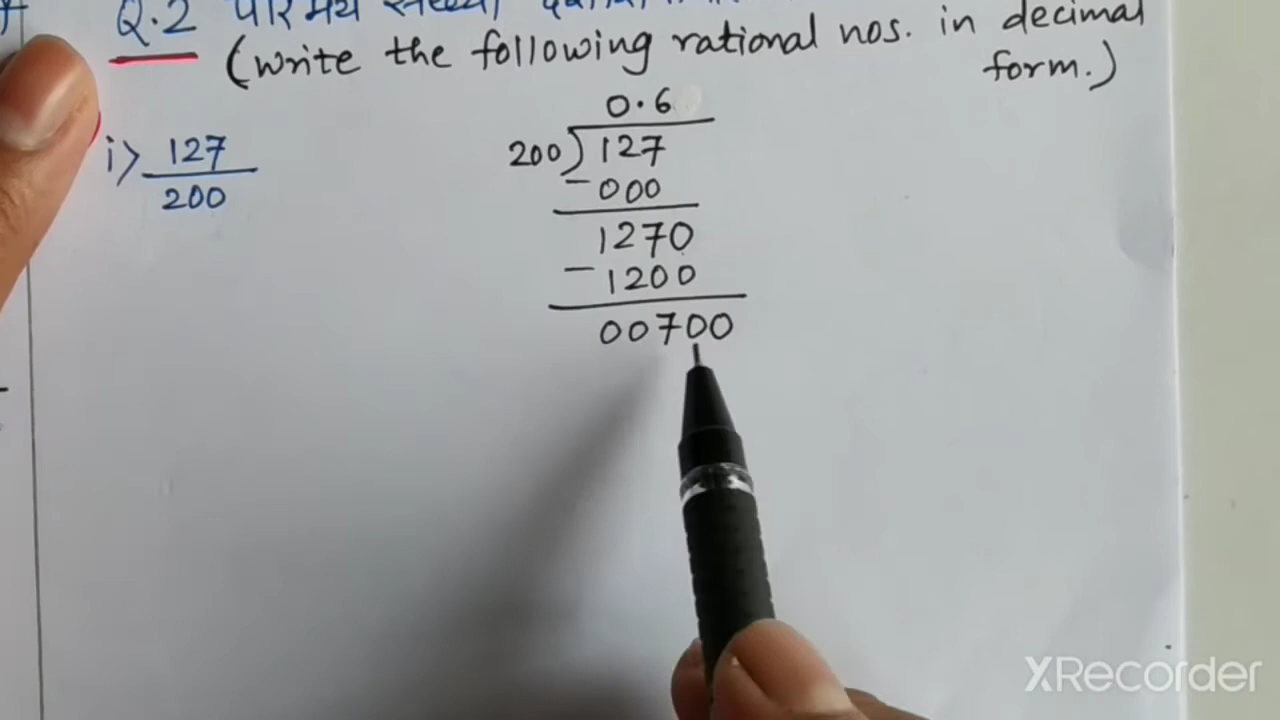 Q.2
(write the following rational nos. in decimal
form.)
i> 127
200
0.6
200 ) 127
- 000
1270
- 1200
00700
XRecorder